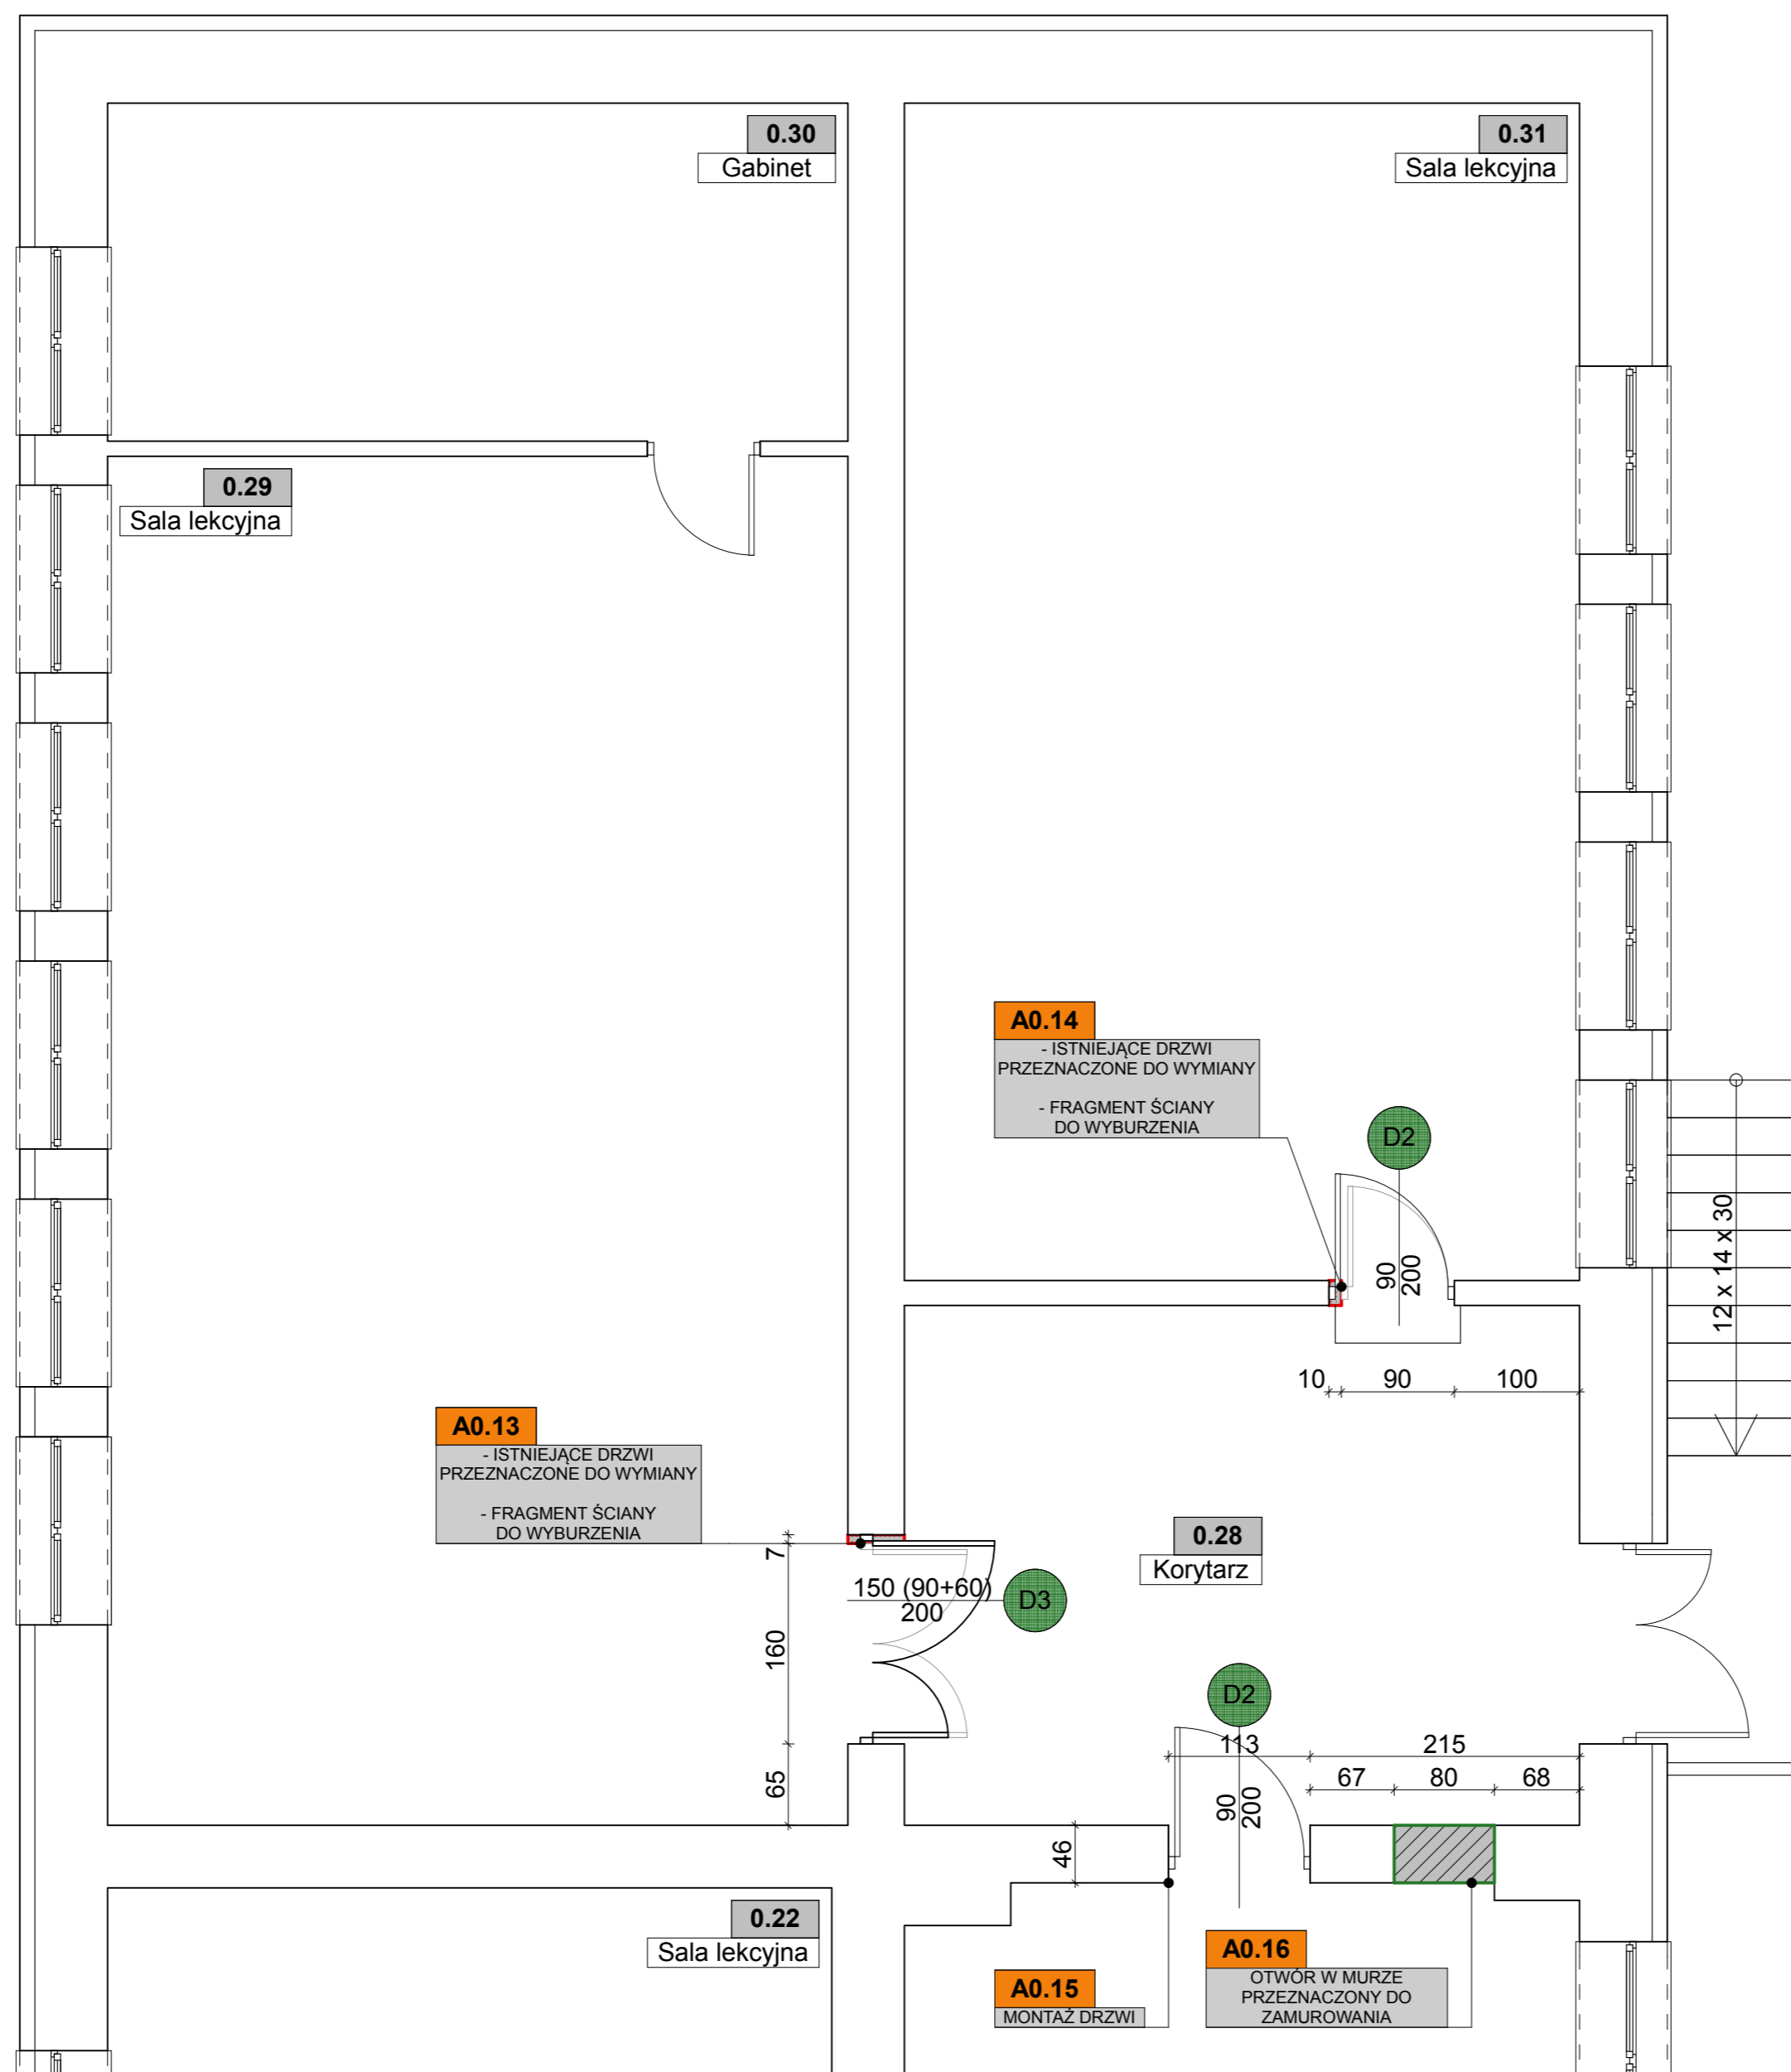 0.30
Gabinet
0.31
Sala lekcyjna
0.29
Sala lekcyjna
A0.14
- ISTNIEJĄCE DRZWI
PRZEZNACZONE DO WYMIANY
- FRAGMENT ŚCIANY
DO WYBURZENIA
D2
90
200
12 x 14 x 30
10
90
100
A0.13
- ISTNIEJĄCE DRZWI
PRZEZNACZONE DO WYMIANY
- FRAGMENT ŚCIANY
DO WYBURZENIA
7
160
65
150 (90+60)
200
D3
0.28
Korytarz
D2
113
215
67
80
68
90
200
46
0.22
Sala lekcyjna
A0.15
MONTAŻ DRZWI
A0.16
OTWÓR W MURZE
PRZEZNACZONY DO
ZAMUROWANIA